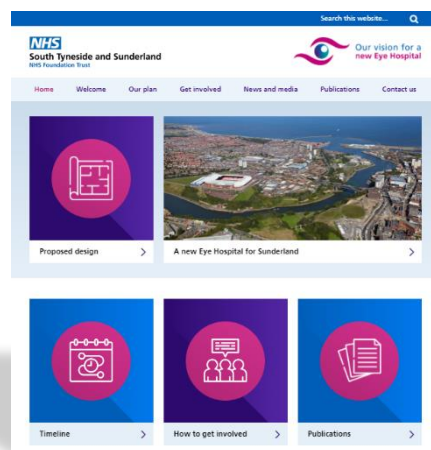 Search this website...
NHS
South Tyneside and Sunderland
NHS Foundation Trust
Our vision for a
new Eye Hospital
Home Welcome Our plan Get involved News and media Publications Contact us
Proposed design
A new Eye Hospital for Sunderland
Timeline
How to get involved
Publications